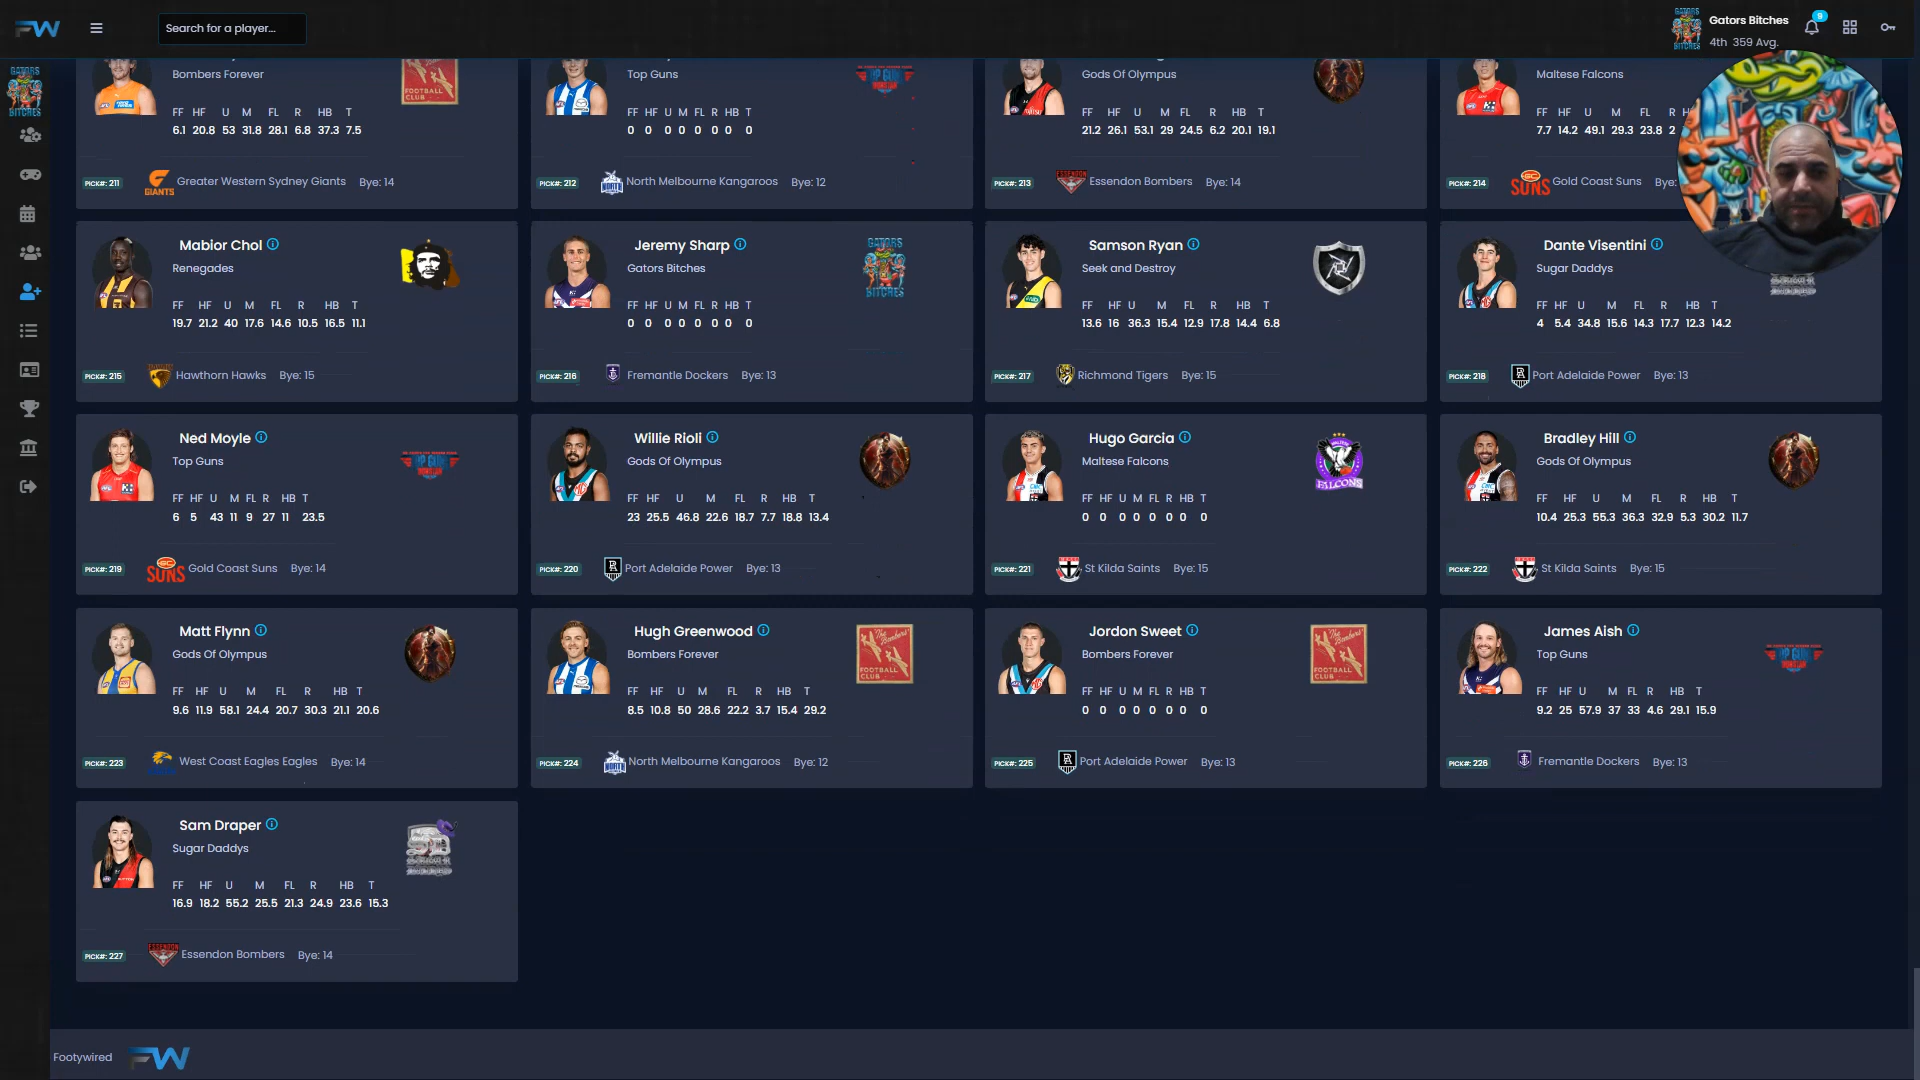 FW
Search for a player...
Gators Bitches
4th 359 Avg.
9
Bombers Forever
FF HF U M FL R HB T
6.1 20.8 53 31.8 28.1 6.8 37.3 7.5
PICK#: 211 GIANTS Greater Western Sydney Giants Bye: 14
Top Guns
FF HF U M FL R HB T
0 0 0 0 0 0 0 0
PICK#: 212 North Melbourne Kangaroos Bye: 12
Gods Of Olympus
FF HF U M FL R HB T
21.2 26.1 53.1 29 24.5 6.2 20.1 19.1
PICK#: 213 Essendon Bombers Bye: 14
Maltese Falcons
FF HF U M FL R
7.7 14.2 49.1 29.3 23.8 2
PICK#: 214 SUNS Gold Coast Suns Bye:
Mabior Chol
Renegades
FF HF U M FL R HB T
19.7 21.2 40 17.6 14.6 10.5 16.5 11.1
PICK#: 215 Hawthorn Hawks Bye: 15
Jeremy Sharp
Gators Bitches
GATORS BITCHES
FF HF U M FL R HB T
0 0 0 0 0 0 0 0
PICK#: 216 Fremantle Dockers Bye: 13
Samson Ryan
Seek and Destroy
FF HF U M FL R HB T
13.6 16 36.3 15.4 12.9 17.8 14.4 6.8
PICK#: 217 Richmond Tigers Bye: 15
Dante Visentini
Sugar Daddys
FF HF U M FL R HB T
4 5.4 34.8 15.6 14.3 17.7 12.3 14.2
PICK#: 218 Port Adelaide Power Bye: 13
Ned Moyle
Top Guns
FF HF U M FL R HB T
6 5 43 11 9 27 11 23.5
PICK#: 219 SUNS Gold Coast Suns Bye: 14
Willie Rioli
Gods Of Olympus
FF HF U M FL R HB T
23 25.5 46.8 22.6 18.7 7.7 18.8 13.4
PICK#: 220 Port Adelaide Power Bye: 13
Hugo Garcia
Maltese Falcons
FALCONS
FF HF U M FL R HB T
0 0 0 0 0 0 0 0
PICK#: 221 St Kilda Saints Bye: 15
Bradley Hill
Gods Of Olympus
FF HF U M FL R HB T
10.4 25.3 55.3 36.3 32.9 5.3 30.2 11.7
PICK#: 222 St Kilda Saints Bye: 15
Matt Flynn
Gods Of Olympus
FF HF U M FL R HB T
9.6 11.9 58.1 24.4 20.7 30.3 21.1 20.6
PICK#: 223 West Coast Eagles Eagles Bye: 14
Hugh Greenwood
Bombers Forever
The Bombers' FOOTBALL CLUB
FF HF U M FL R HB T
8.5 10.8 50 28.6 22.2 3.7 15.4 29.2
PICK#: 224 North Melbourne Kangaroos Bye: 12
Jordon Sweet
Bombers Forever
The Bombers' FOOTBALL CLUB
FF HF U M FL R HB T
0 0 0 0 0 0 0 0
PICK#: 225 Port Adelaide Power Bye: 13
James Aish
Top Guns
FF HF U M FL R HB T
9.2 25 57.9 37 33 4.6 29.1 15.9
PICK#: 226 Fremantle Dockers Bye: 13
Sam Draper
Sugar Daddys
FF HF U M FL R HB T
16.9 18.2 55.2 25.5 21.3 24.9 23.6 15.3
PICK#: 227 Essendon Bombers Bye: 14
Footywired FW